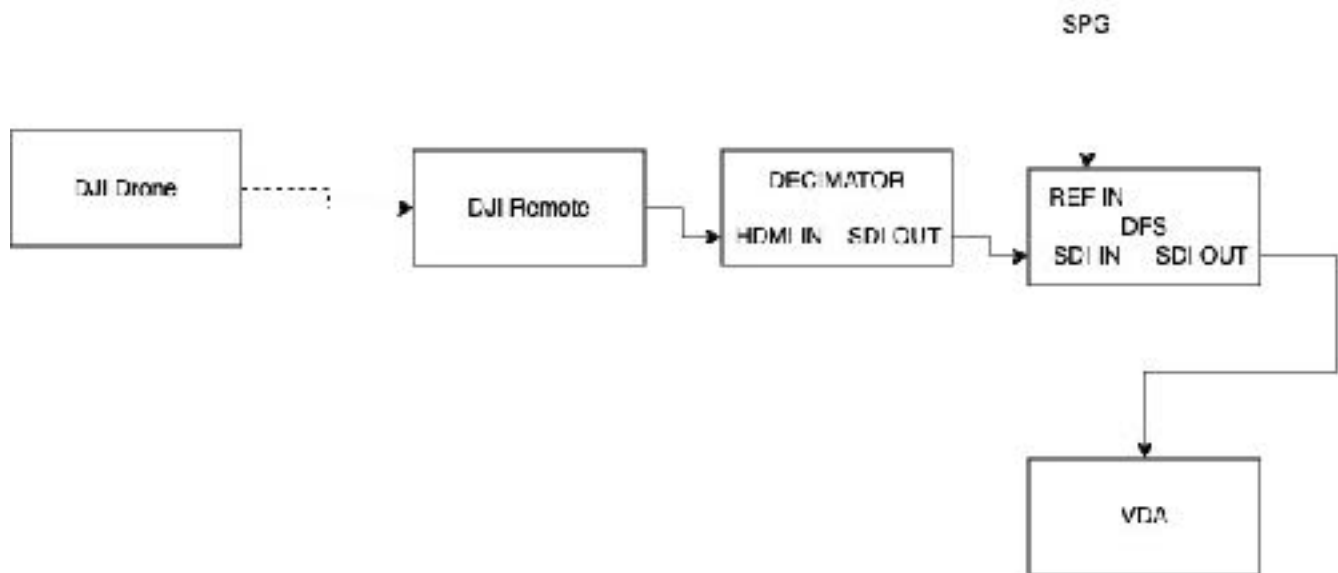 SPG
DJI Drone
DJI Remote
DECIMATOR
HDMI IN SDI OUT
REF IN
DFS
SDI IN SDI OUT
VDA